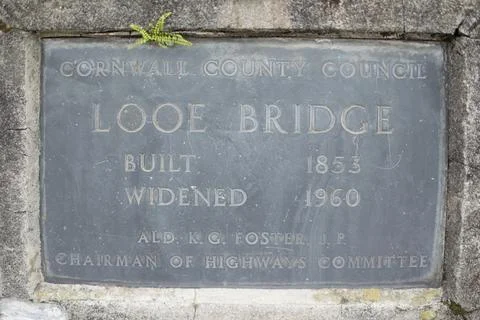 CORNWALL COUNTY COUNCIL
LOOE BRIDGE
BUILT 1853
WIDENED 1960
ALD. K. G. FOSTER, J. P.
CHAIRMAN OF HIGHWAYS COMMITTEE